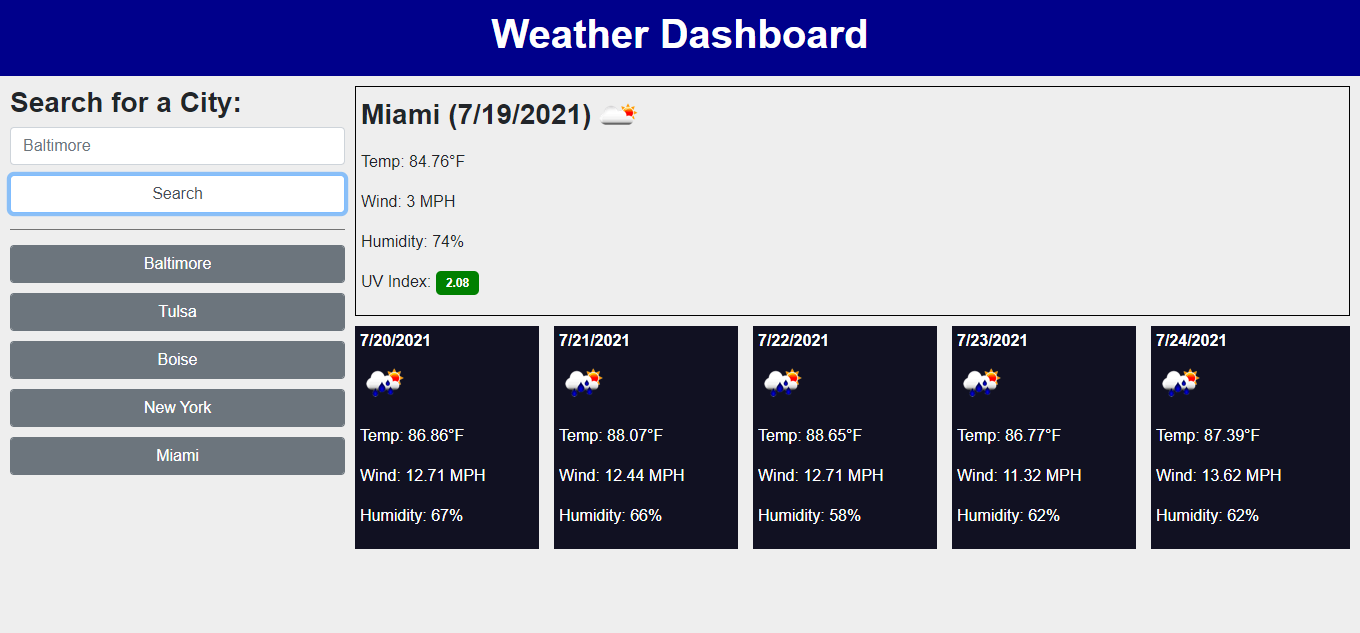 Weather Dashboard
Search for a City:
Baltimore
Search
Baltimore
Tulsa
Boise
New York
Miami
Miami (7/19/2021)
Temp: 84.76°F
Wind: 3 MPH
Humidity: 74%
UV Index: 2.08
7/20/2021
Temp: 86.86°F
Wind: 12.71 MPH
Humidity: 67%
7/21/2021
Temp: 88.07°F
Wind: 12.44 MPH
Humidity: 66%
7/22/2021
Temp: 88.65°F
Wind: 12.71 MPH
Humidity: 58%
7/23/2021
Temp: 86.77°F
Wind: 11.32 MPH
Humidity: 62%
7/24/2021
Temp: 87.39°F
Wind: 13.62 MPH
Humidity: 62%